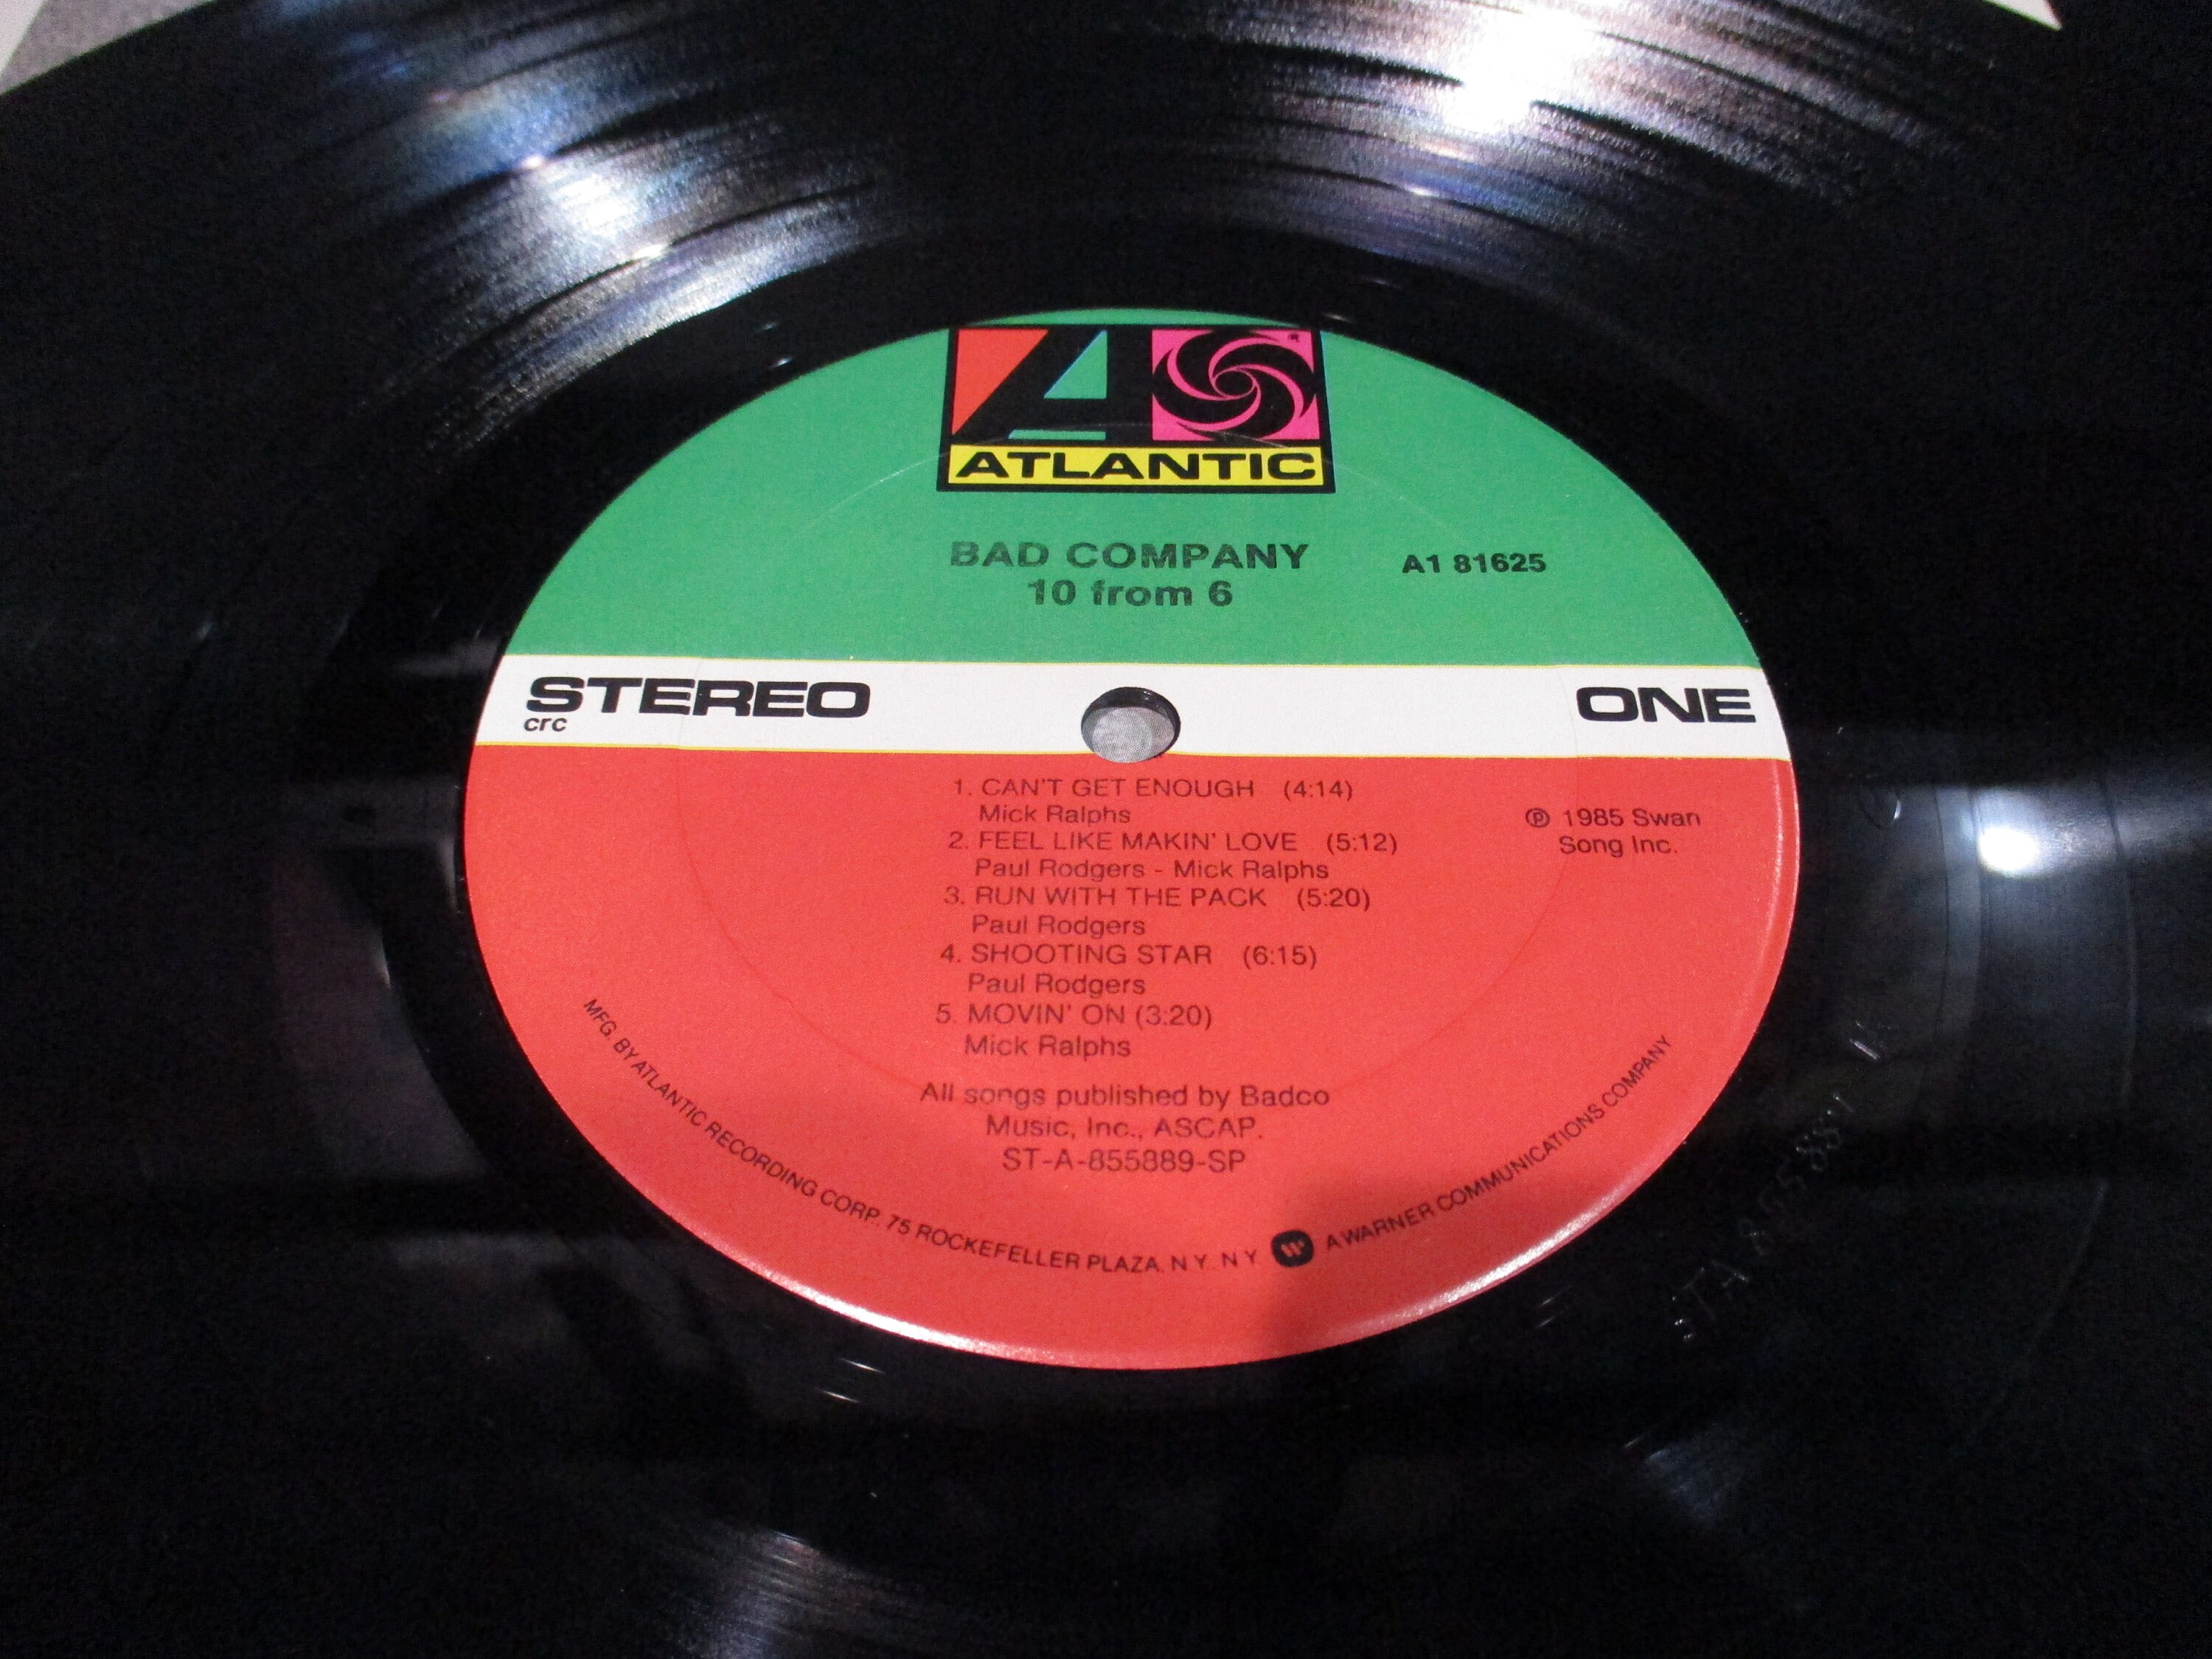 ATLANTIC
BAD COMPANY
10 from 6
A1 81625
STEREO
crc
ONE
1. CAN'T GET ENOUGH (4:14)
Mick Ralphs
2. FEEL LIKE MAKIN' LOVE (5:12)
Paul Rodgers - Mick Ralphs
3. RUN WITH THE PACK (5:20)
Paul Rodgers
4. SHOOTING STAR (6:15)
Paul Rodgers
5. MOVIN' ON (3:20)
Mick Ralphs
℗ 1985 Swan
Song Inc.
All songs published by Badco
Music, Inc., ASCAP.
ST-A-855889-SP
MFG. BY ATLANTIC RECORDING CORP. 75 ROCKEFELLER PLAZA. N.Y. N.Y. A WARNER COMMUNICATIONS COMPANY